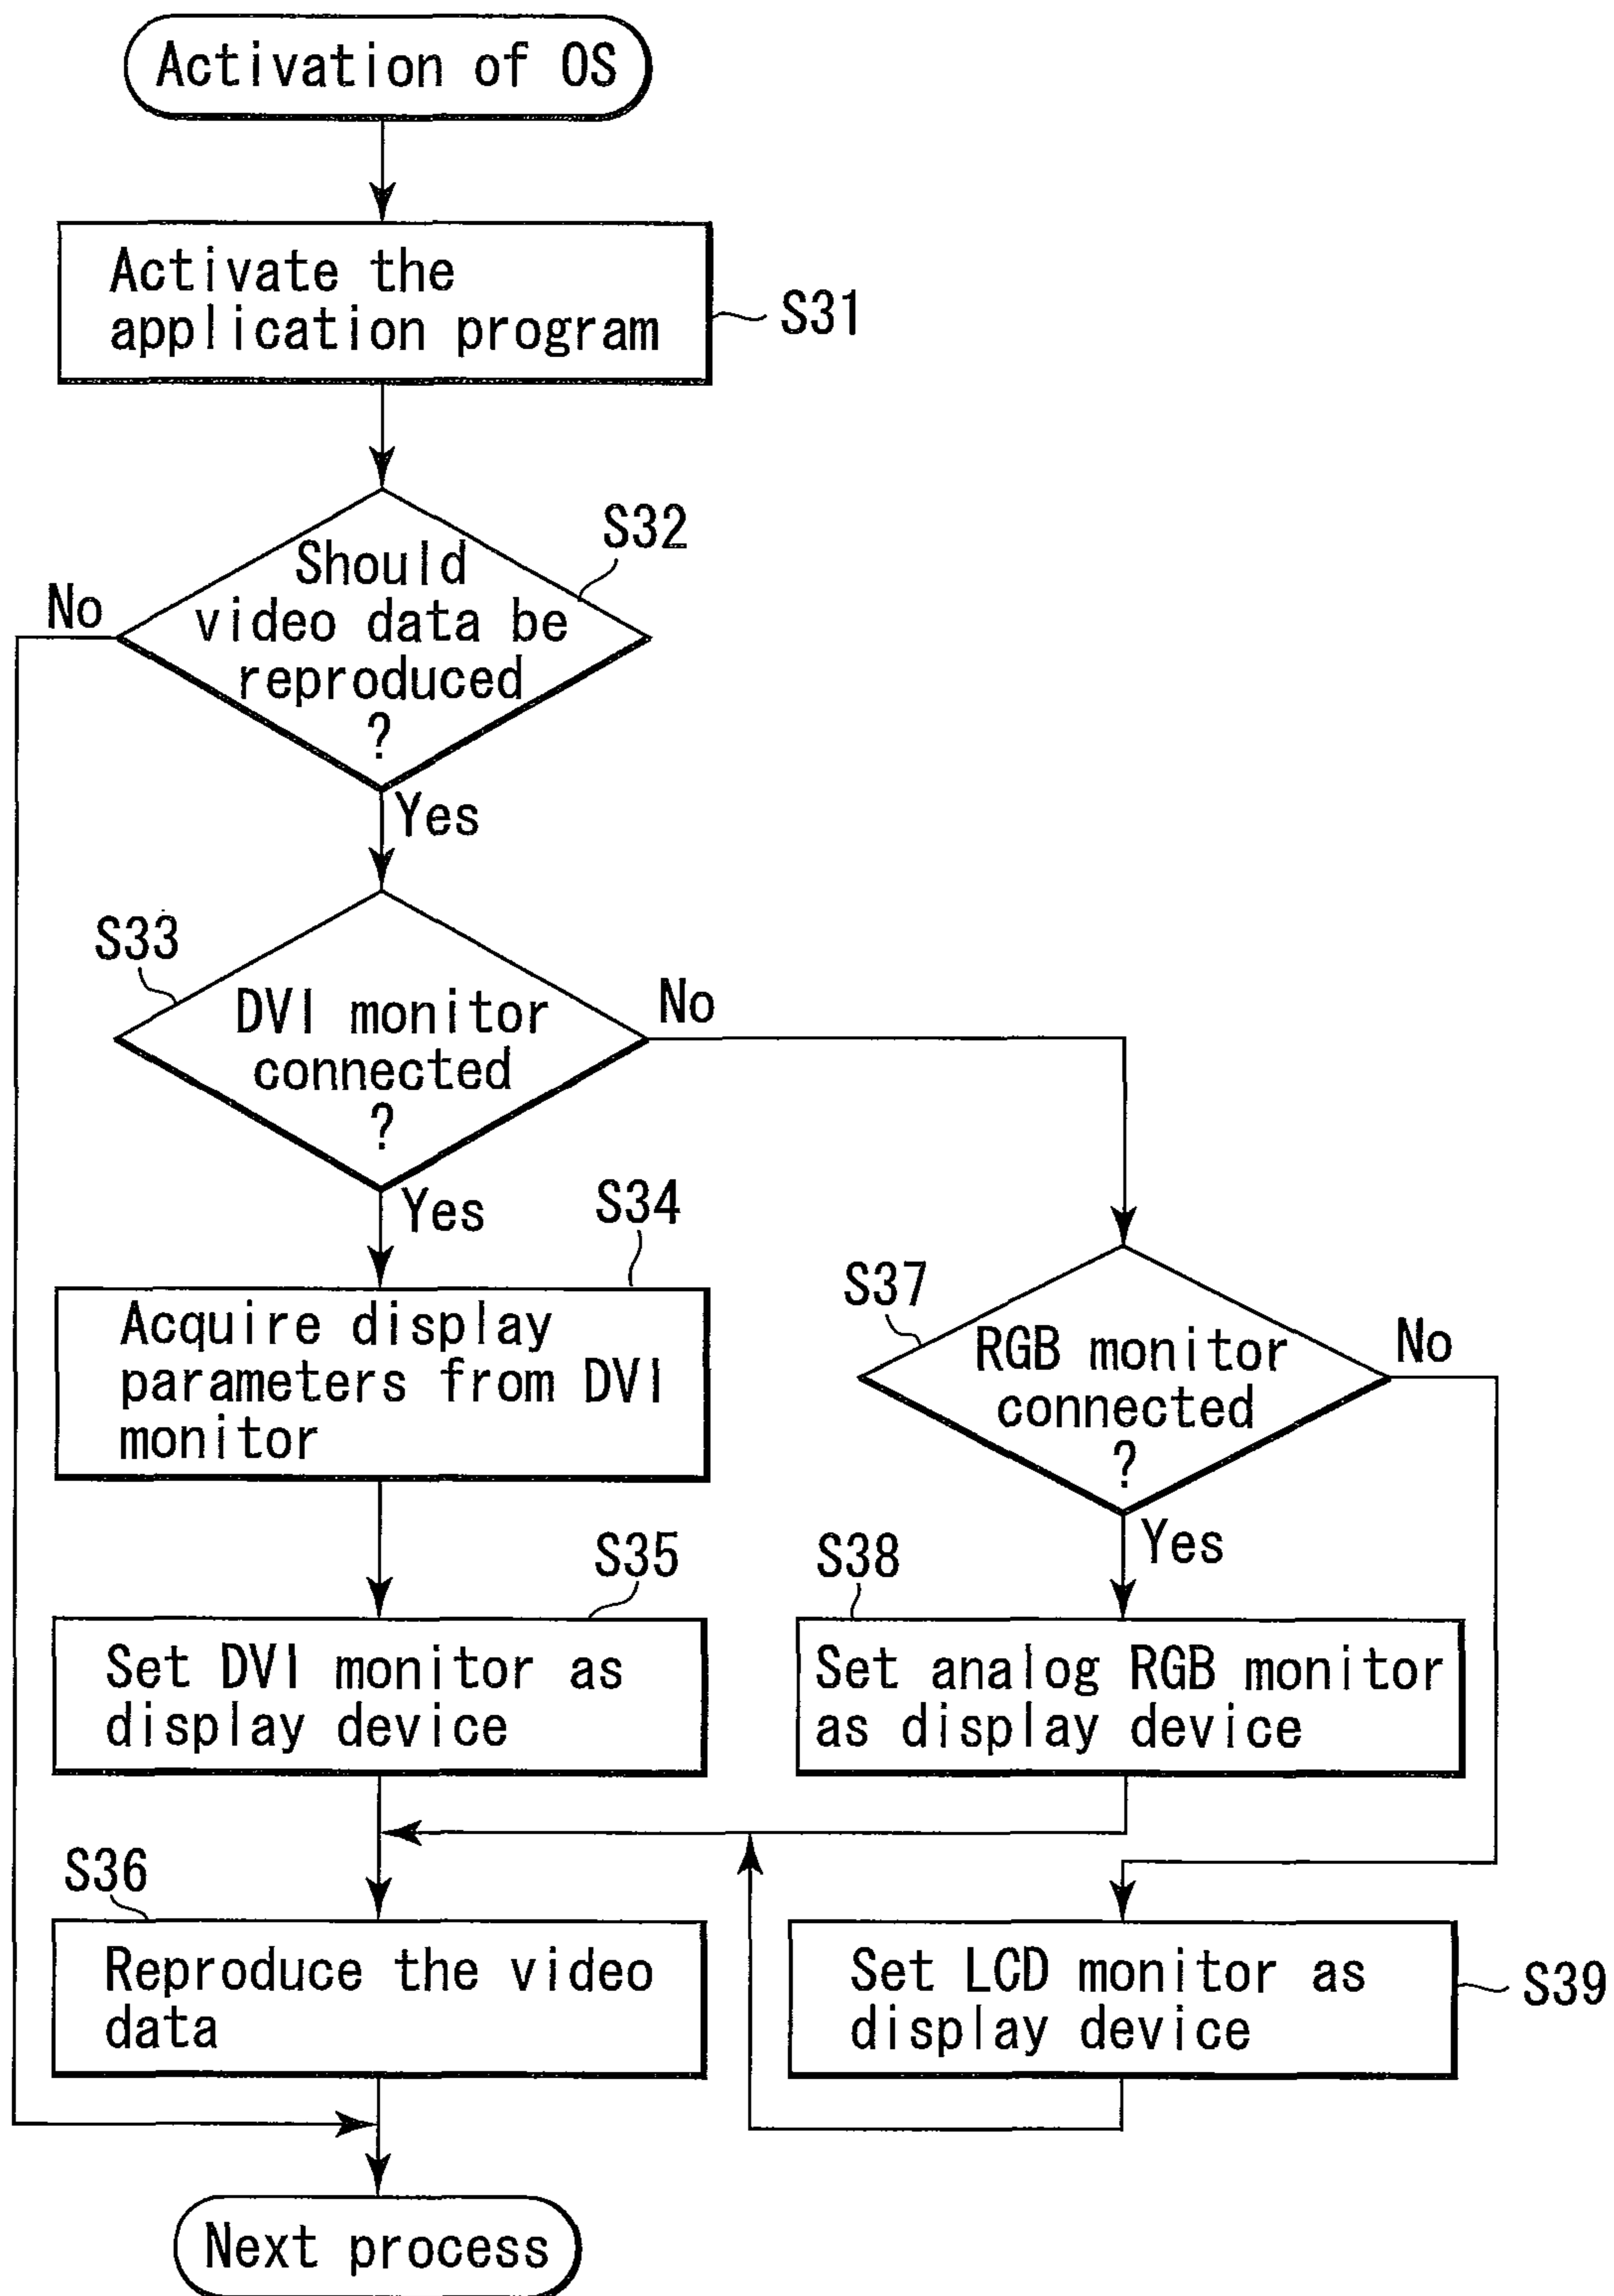 Activation of OS
Activate the
application program
S31
S32
Should
video data be
reproduced
?
No
Yes
S33
DVI monitor
connected
?
No
Yes
S34
Acquire display
parameters from DVI
monitor
S37
RGB monitor
connected
?
No
Yes
S35
Set DVI monitor as
display device
S38
Set analog RGB monitor
as display device
S36
Reproduce the video
data
Set LCD monitor as
display device
S39
Next process